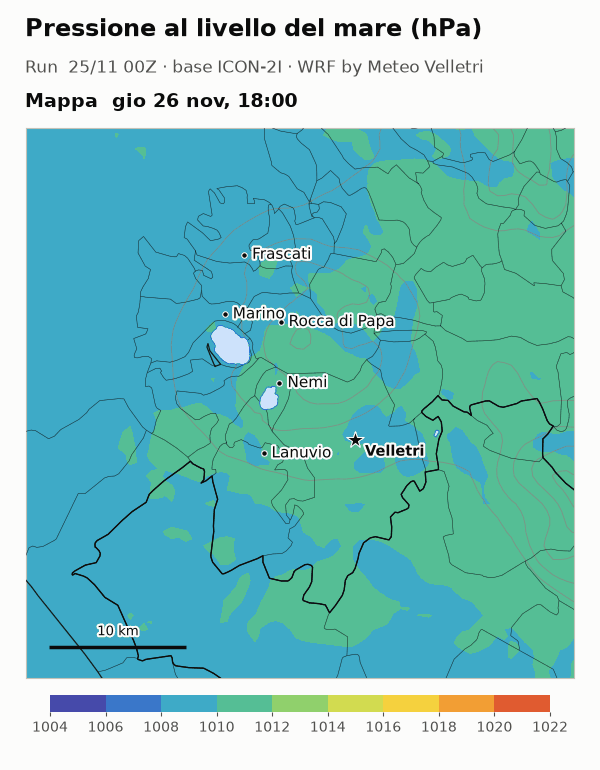 Pressione al livello del mare (hPa)
Run  25/11 00Z · base ICON-2I · WRF by Meteo Velletri
Mappa  gio 26 nov, 18:00
Frascati
Marino
Rocca di Papa
Nemi
Velletri
Lanuvio
10 km
1004 1006 1008 1010 1012 1014 1016 1018 1020 1022